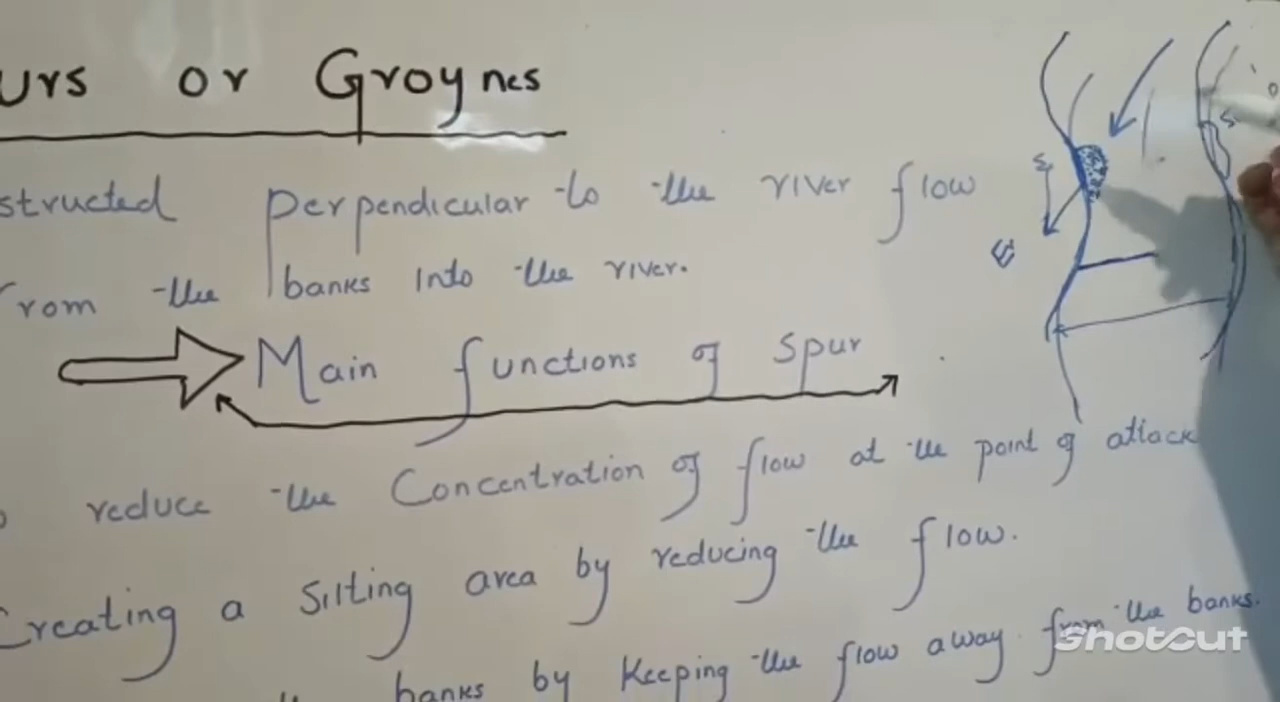 urs or Groynes
structed perpendicular to the river flow
from the banks into the river.
Main functions of Spur
reduce the Concentration of flow at the point of attack
Creating a silting area by reducing the flow.
banks by keeping the flow away from the banks.
S
E
S
Shotcut